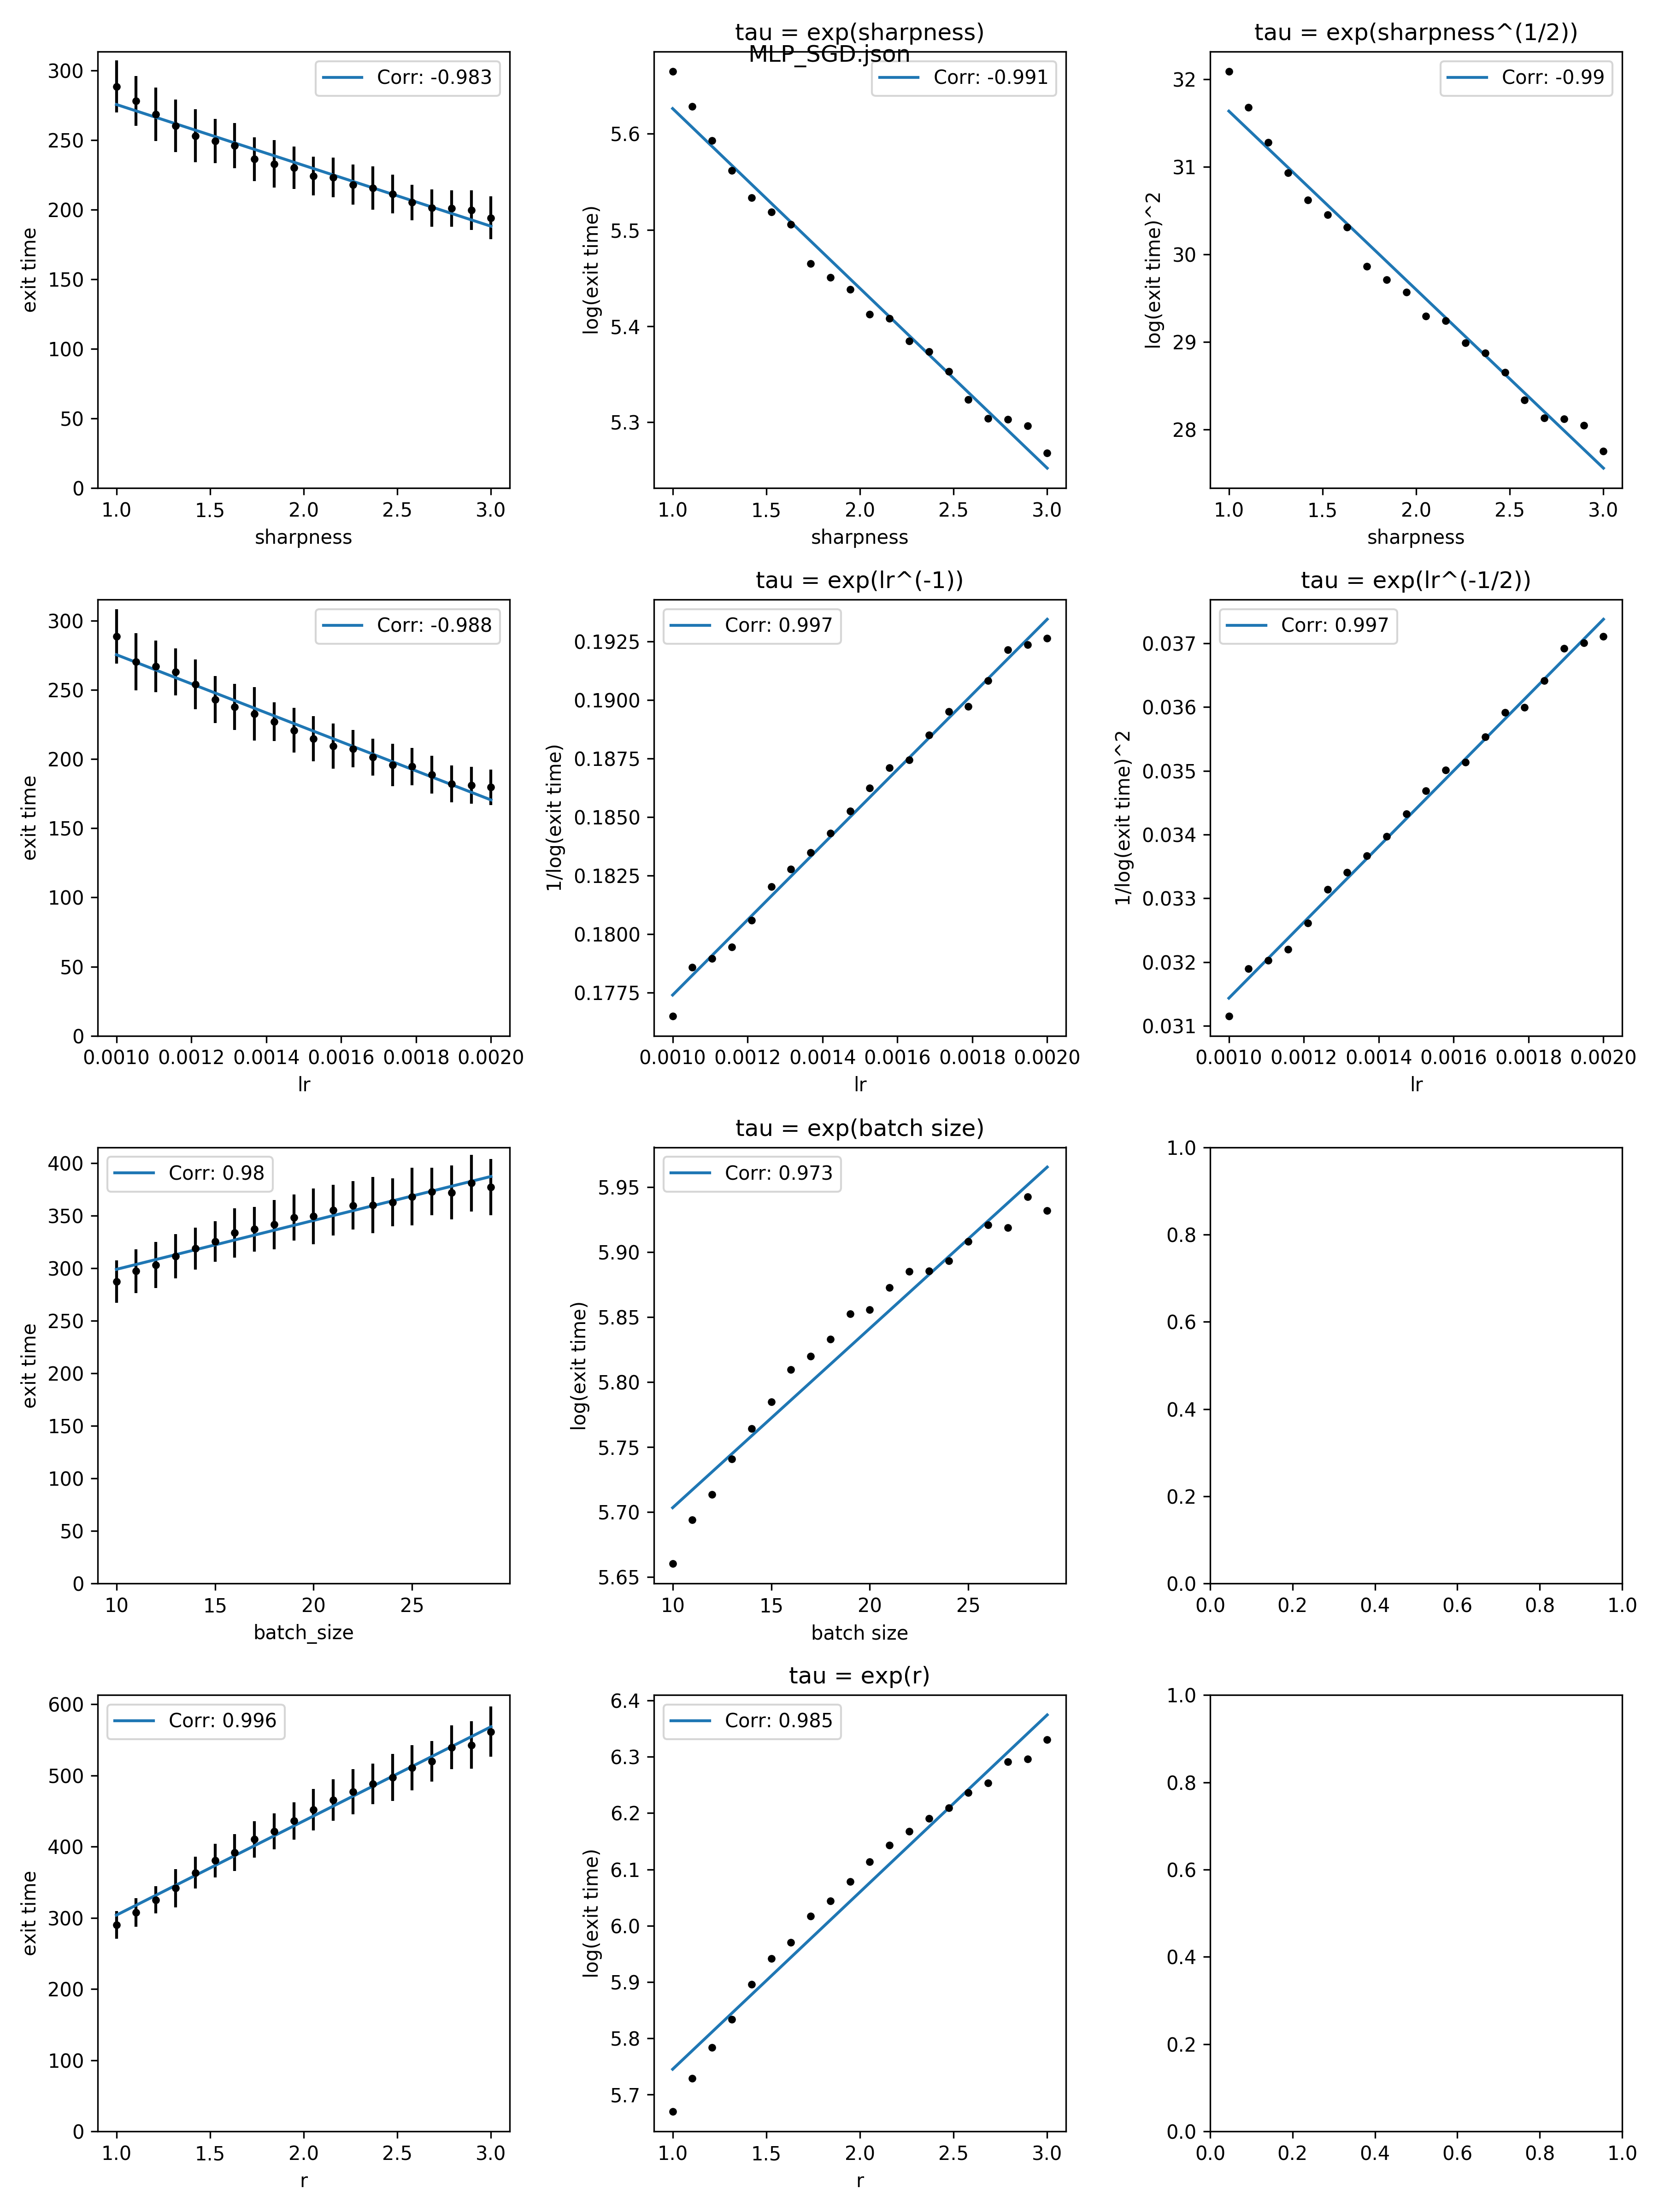 tau = exp(sharpness)
tau = exp(sharpness^(1/2))
MLP_SGD.json
Corr: -0.983
Corr: -0.991
Corr: -0.99
exit time
300
250
200
150
100
50
0
1.0 1.5 2.0 2.5 3.0
sharpness
log(exit time)
5.6
5.5
5.4
5.3
1.0 1.5 2.0 2.5 3.0
sharpness
log(exit time)^2
32
31
30
29
28
1.0 1.5 2.0 2.5 3.0
sharpness
Corr: -0.988
exit time
300
250
200
150
100
50
0
0.0010 0.0012 0.0014 0.0016 0.0018 0.0020
lr
tau = exp(lr^(-1))
Corr: 0.997
1/log(exit time)
0.1925
0.1900
0.1875
0.1850
0.1825
0.1800
0.1775
0.0010 0.0012 0.0014 0.0016 0.0018 0.0020
lr
tau = exp(lr^(-1/2))
Corr: 0.997
1/log(exit time)^2
0.037
0.036
0.035
0.034
0.033
0.032
0.031
0.0010 0.0012 0.0014 0.0016 0.0018 0.0020
lr
Corr: 0.98
exit time
400
350
300
250
200
150
100
50
0
10 15 20 25
batch_size
tau = exp(batch size)
Corr: 0.973
log(exit time)
5.95
5.90
5.85
5.80
5.75
5.70
5.65
10 15 20 25
batch size
1.0
0.8
0.6
0.4
0.2
0.0
0.0 0.2 0.4 0.6 0.8 1.0
Corr: 0.996
exit time
600
500
400
300
200
100
0
1.0 1.5 2.0 2.5 3.0
r
tau = exp(r)
Corr: 0.985
log(exit time)
6.4
6.3
6.2
6.1
6.0
5.9
5.8
5.7
1.0 1.5 2.0 2.5 3.0
r
1.0
0.8
0.6
0.4
0.2
0.0
0.0 0.2 0.4 0.6 0.8 1.0